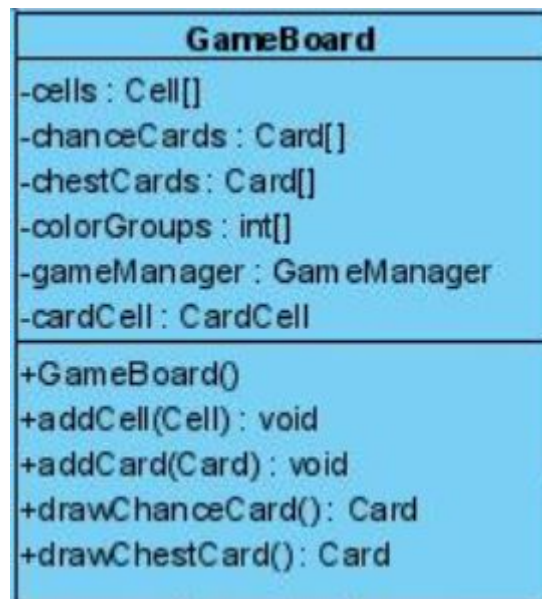 GameBoard
-cells : Cell[]
-chanceCards : Card[]
-chestCards : Card[]
-colorGroups : int[]
-gameManager : GameManager
-cardCell : CardCell
+GameBoard()
+addCell(Cell) : void
+addCard(Card) : void
+drawChanceCard() : Card
+drawChestCard() : Card